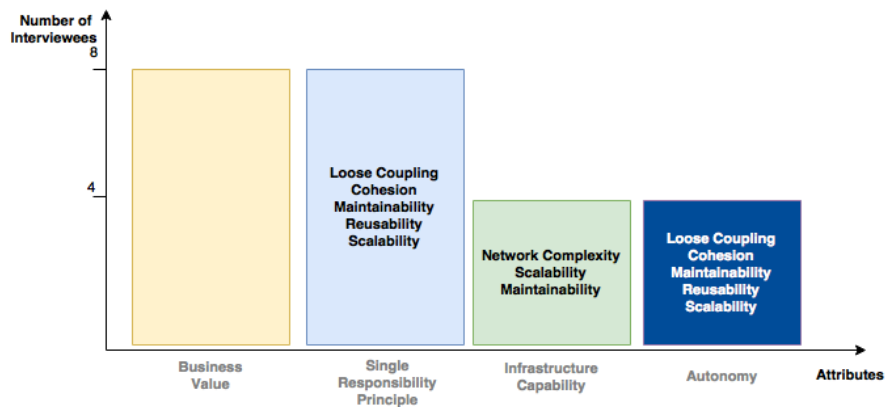 Number of
Interviewees
8
4
Loose Coupling
Cohesion
Maintainability
Reusability
Scalability
Network Complexity
Scalability
Maintainability
Loose Coupling
Cohesion
Maintainability
Reusability
Scalability
Business
Value
Single
Responsibility
Principle
Infrastructure
Capability
Autonomy
Attributes